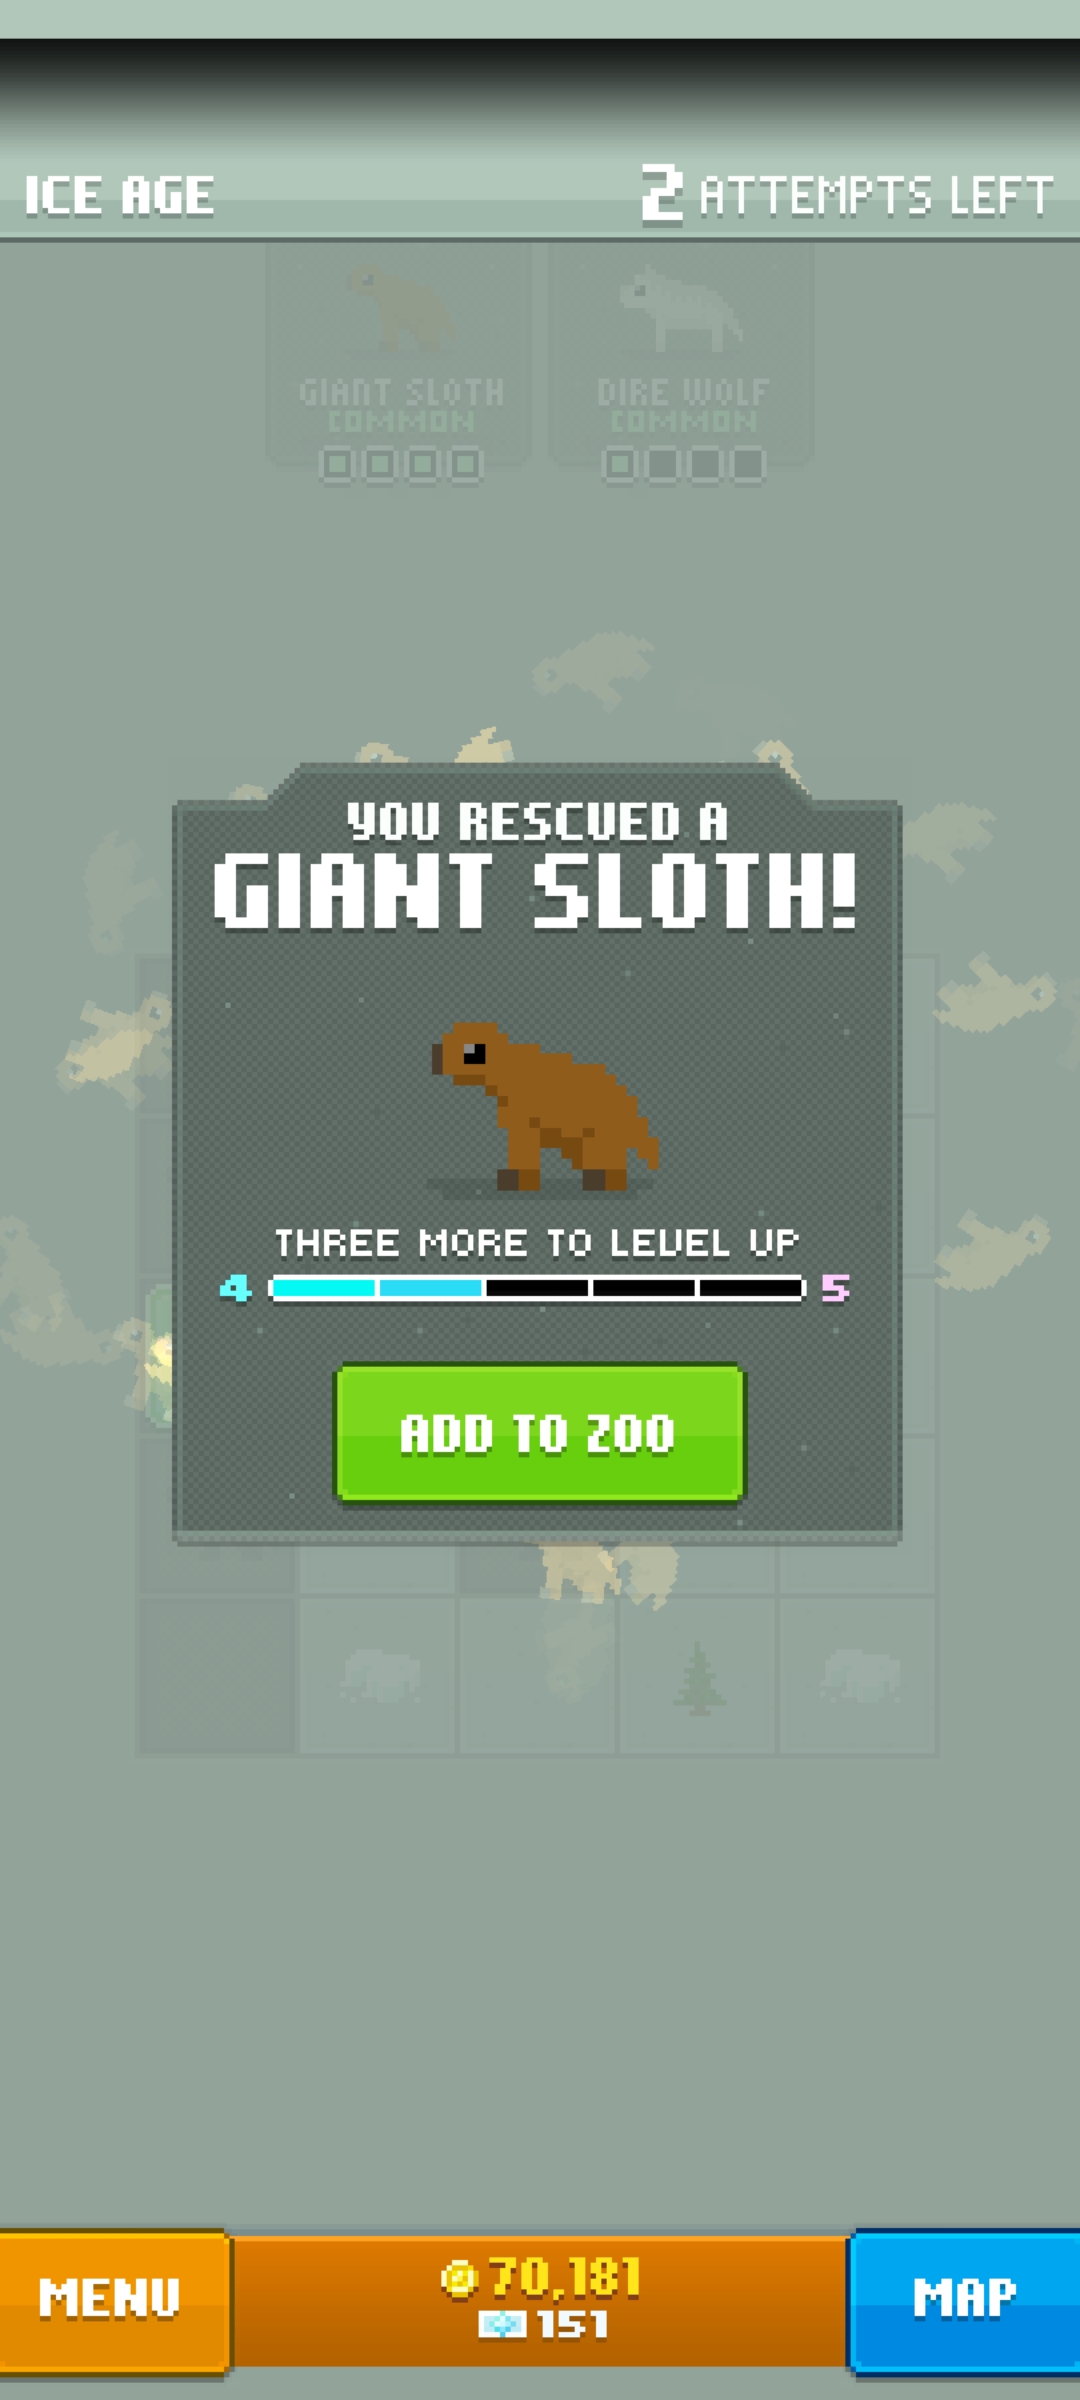 ICE AGE
2 ATTEMPTS LEFT
GIANT SLOTH
COMMON
DIRE WOLF
COMMON
YOU RESCUED A
GIANT SLOTH!
THREE MORE TO LEVEL UP
4
5
ADD TO ZOO
MENU
70,181
151
MAP